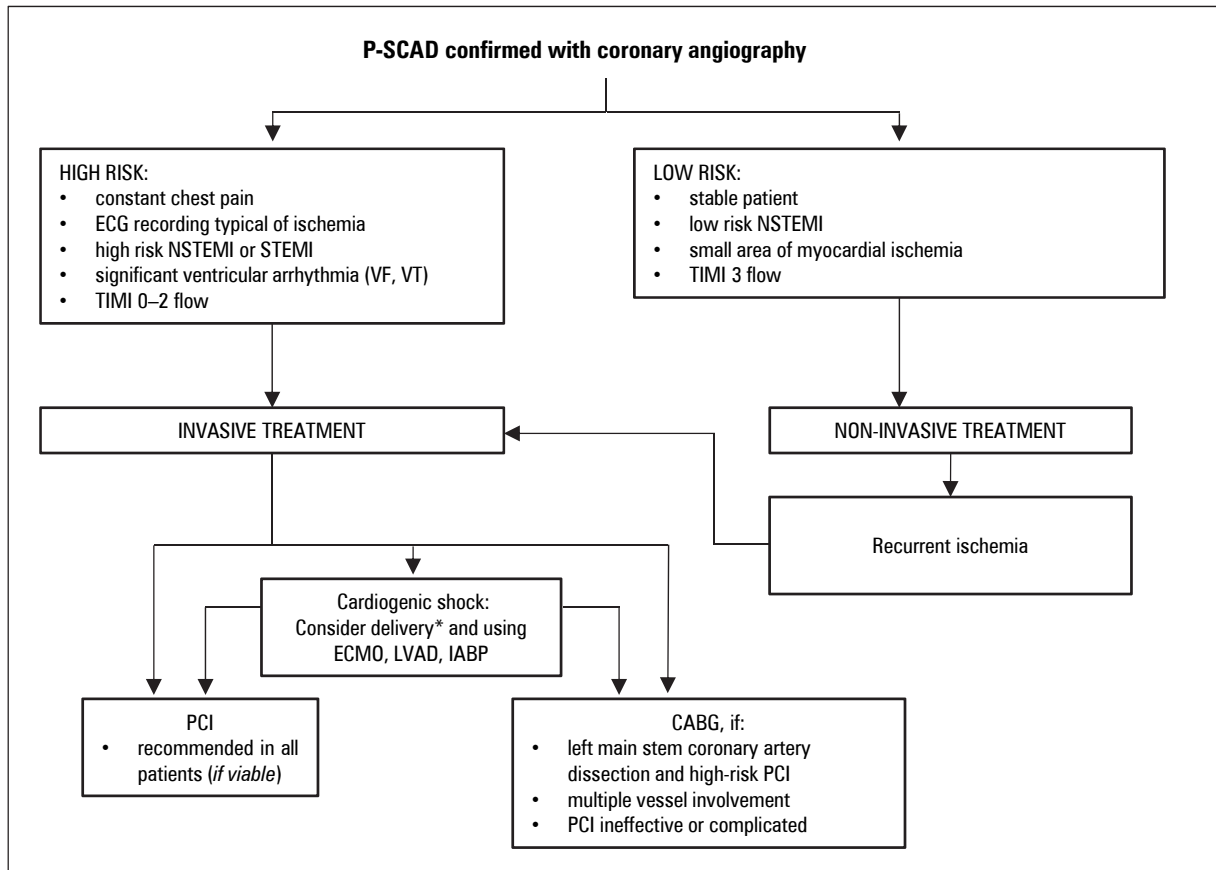 P-SCAD confirmed with coronary angiography
HIGH RISK:
• constant chest pain
• ECG recording typical of ischemia
• high risk NSTEMI or STEMI
• significant ventricular arrhythmia (VF, VT)
• TIMI 0–2 flow
LOW RISK:
• stable patient
• low risk NSTEMI
• small area of myocardial ischemia
• TIMI 3 flow
INVASIVE TREATMENT
NON-INVASIVE TREATMENT
Recurrent ischemia
Cardiogenic shock:
Consider delivery* and using
ECMO, LVAD, IABP
PCI
• recommended in all
patients (if viable)
CABG, if:
• left main stem coronary artery
dissection and high-risk PCI
• multiple vessel involvement
• PCI ineffective or complicated